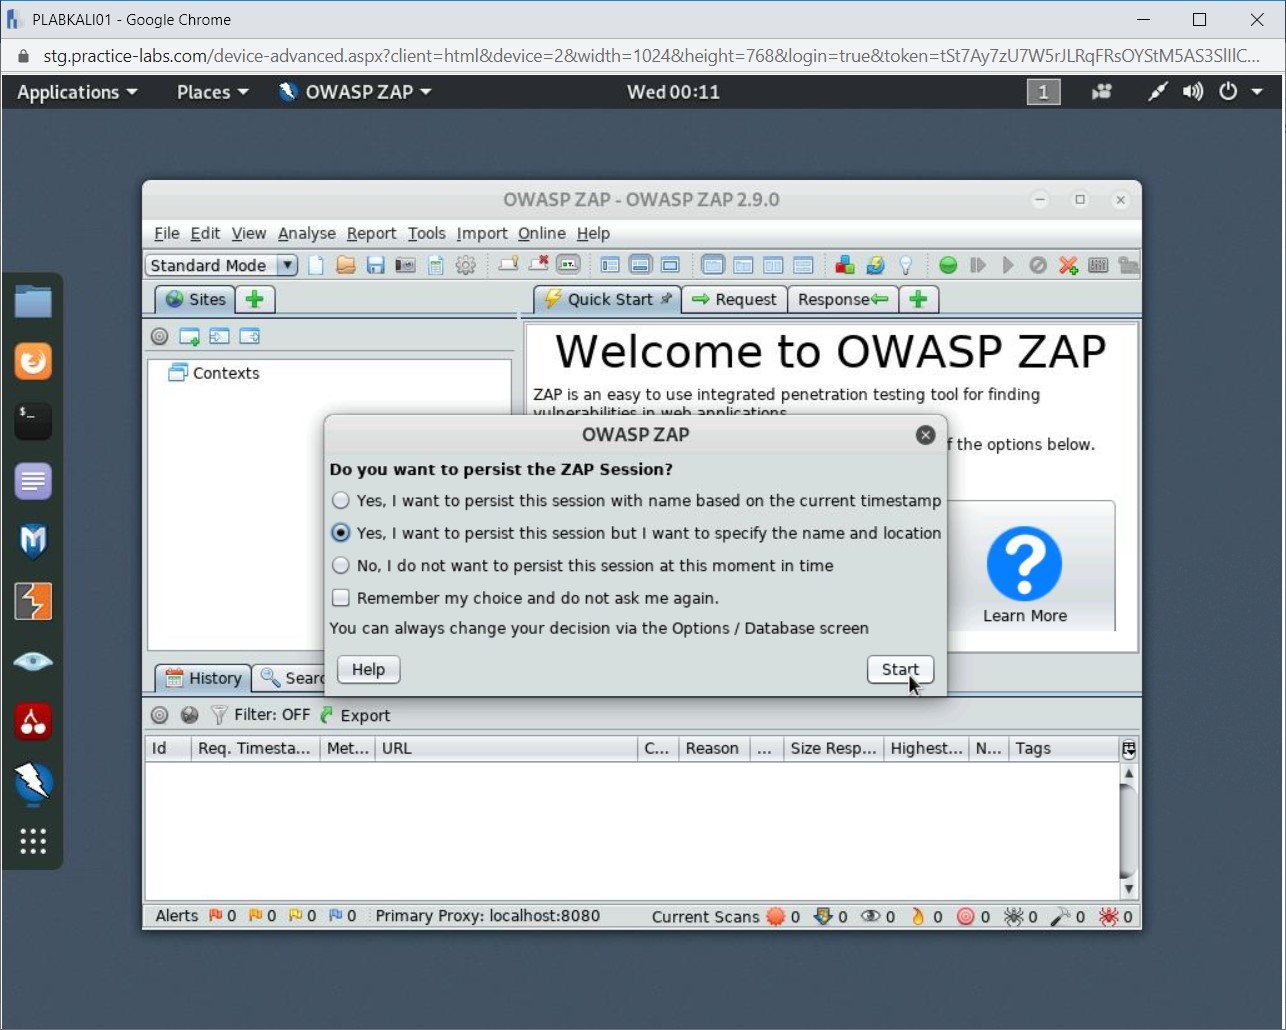 PLABKALI01 - Google Chrome
stg.practice-labs.com/device-advanced.aspx?client=html&device=2&width=1024&height=768&login=true&token=tSt7Ay7zU7W5rJLRqFRsOYStM5AS3SlIlC...
Applications Places OWASP ZAP Wed 00:11 1
OWASP ZAP - OWASP ZAP 2.9.0
File Edit View Analyse Report Tools Import Online Help
Standard Mode
Sites Quick Start Request Response
Contexts
Welcome to OWASP ZAP
ZAP is an easy to use integrated penetration testing tool for finding
vulnerabilities in web applications.
f the options below.
OWASP ZAP
Do you want to persist the ZAP Session?
Yes, I want to persist this session with name based on the current timestamp
Yes, I want to persist this session but I want to specify the name and location
No, I do not want to persist this session at this moment in time
Remember my choice and do not ask me again.
You can always change your decision via the Options / Database screen
Help Start
Learn More
History Searc
Filter: OFF Export
Id Req. Timesta... Met... URL C... Reason ... Size Resp... Highest... N... Tags
Alerts 0 0 0 0 Primary Proxy: localhost:8080 Current Scans 0 0 0 0 0 0 0 0